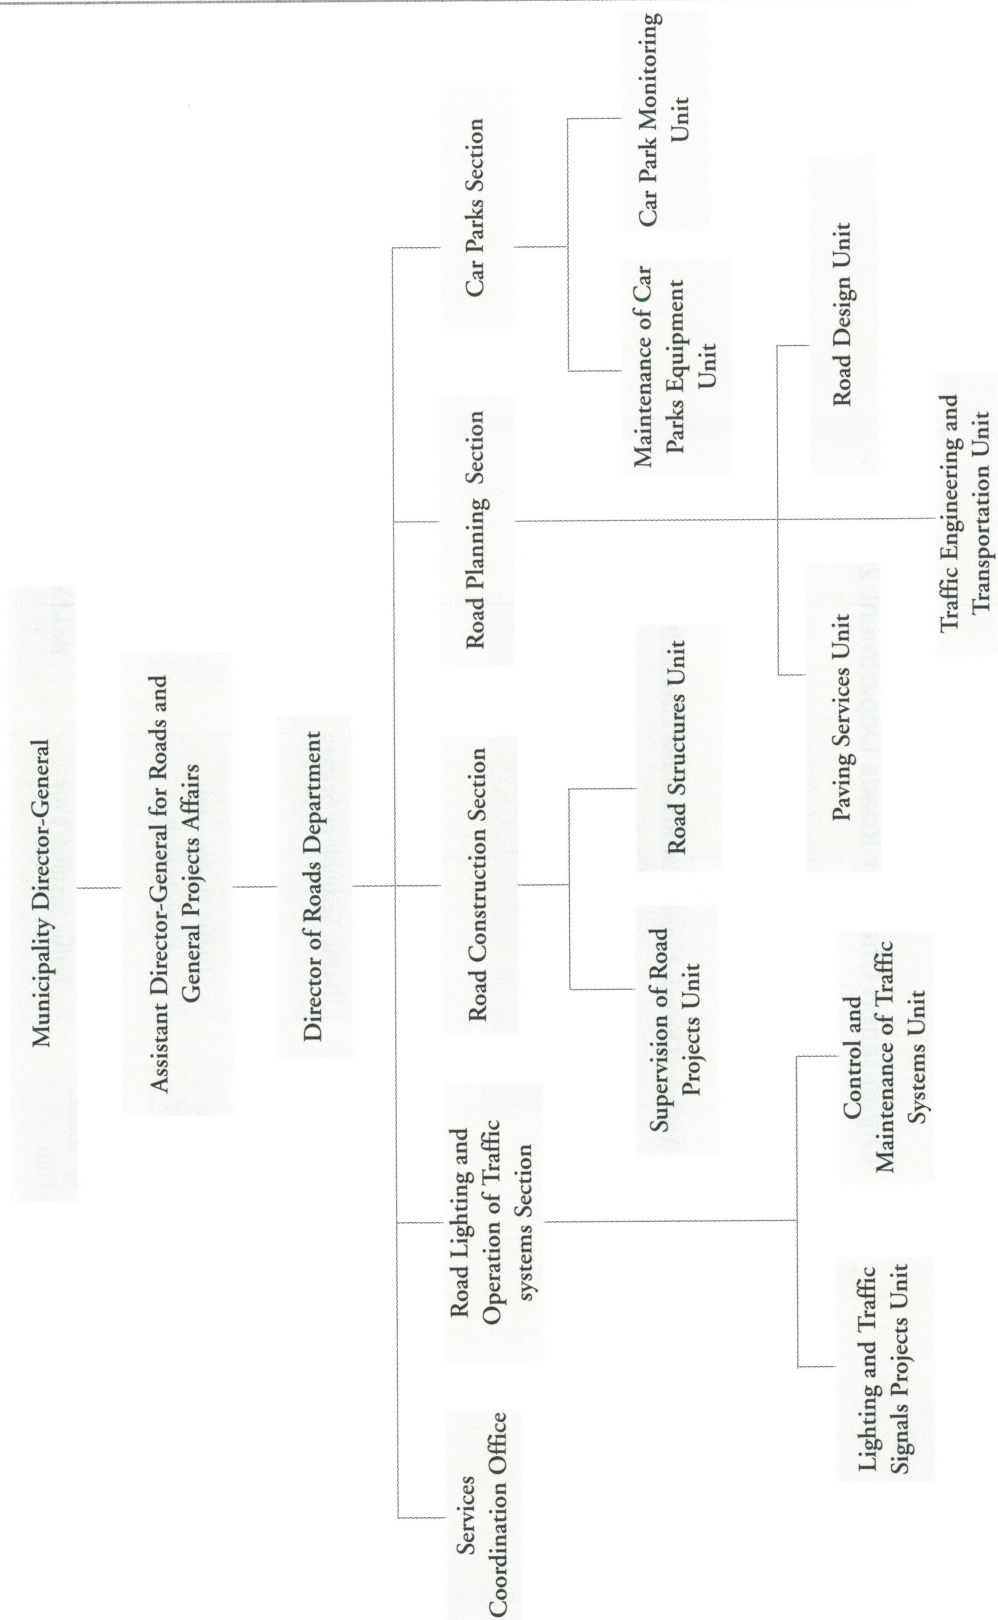 Municipality Director-General
Assistant Director-General for Roads and
General Projects Affairs
Director of Roads Department
Services
Coordination Office
Road Lighting and
Operation of Traffic
systems Section
Road Construction Section
Road Planning Section
Car Parks Section
Lighting and Traffic
Signals Projects Unit
Control and
Maintenance of Traffic
Systems Unit
Supervision of Road
Projects Unit
Road Structures Unit
Paving Services Unit
Traffic Engineering and
Transportation Unit
Road Design Unit
Maintenance of Car
Parks Equipment
Unit
Car Park Monitoring
Unit